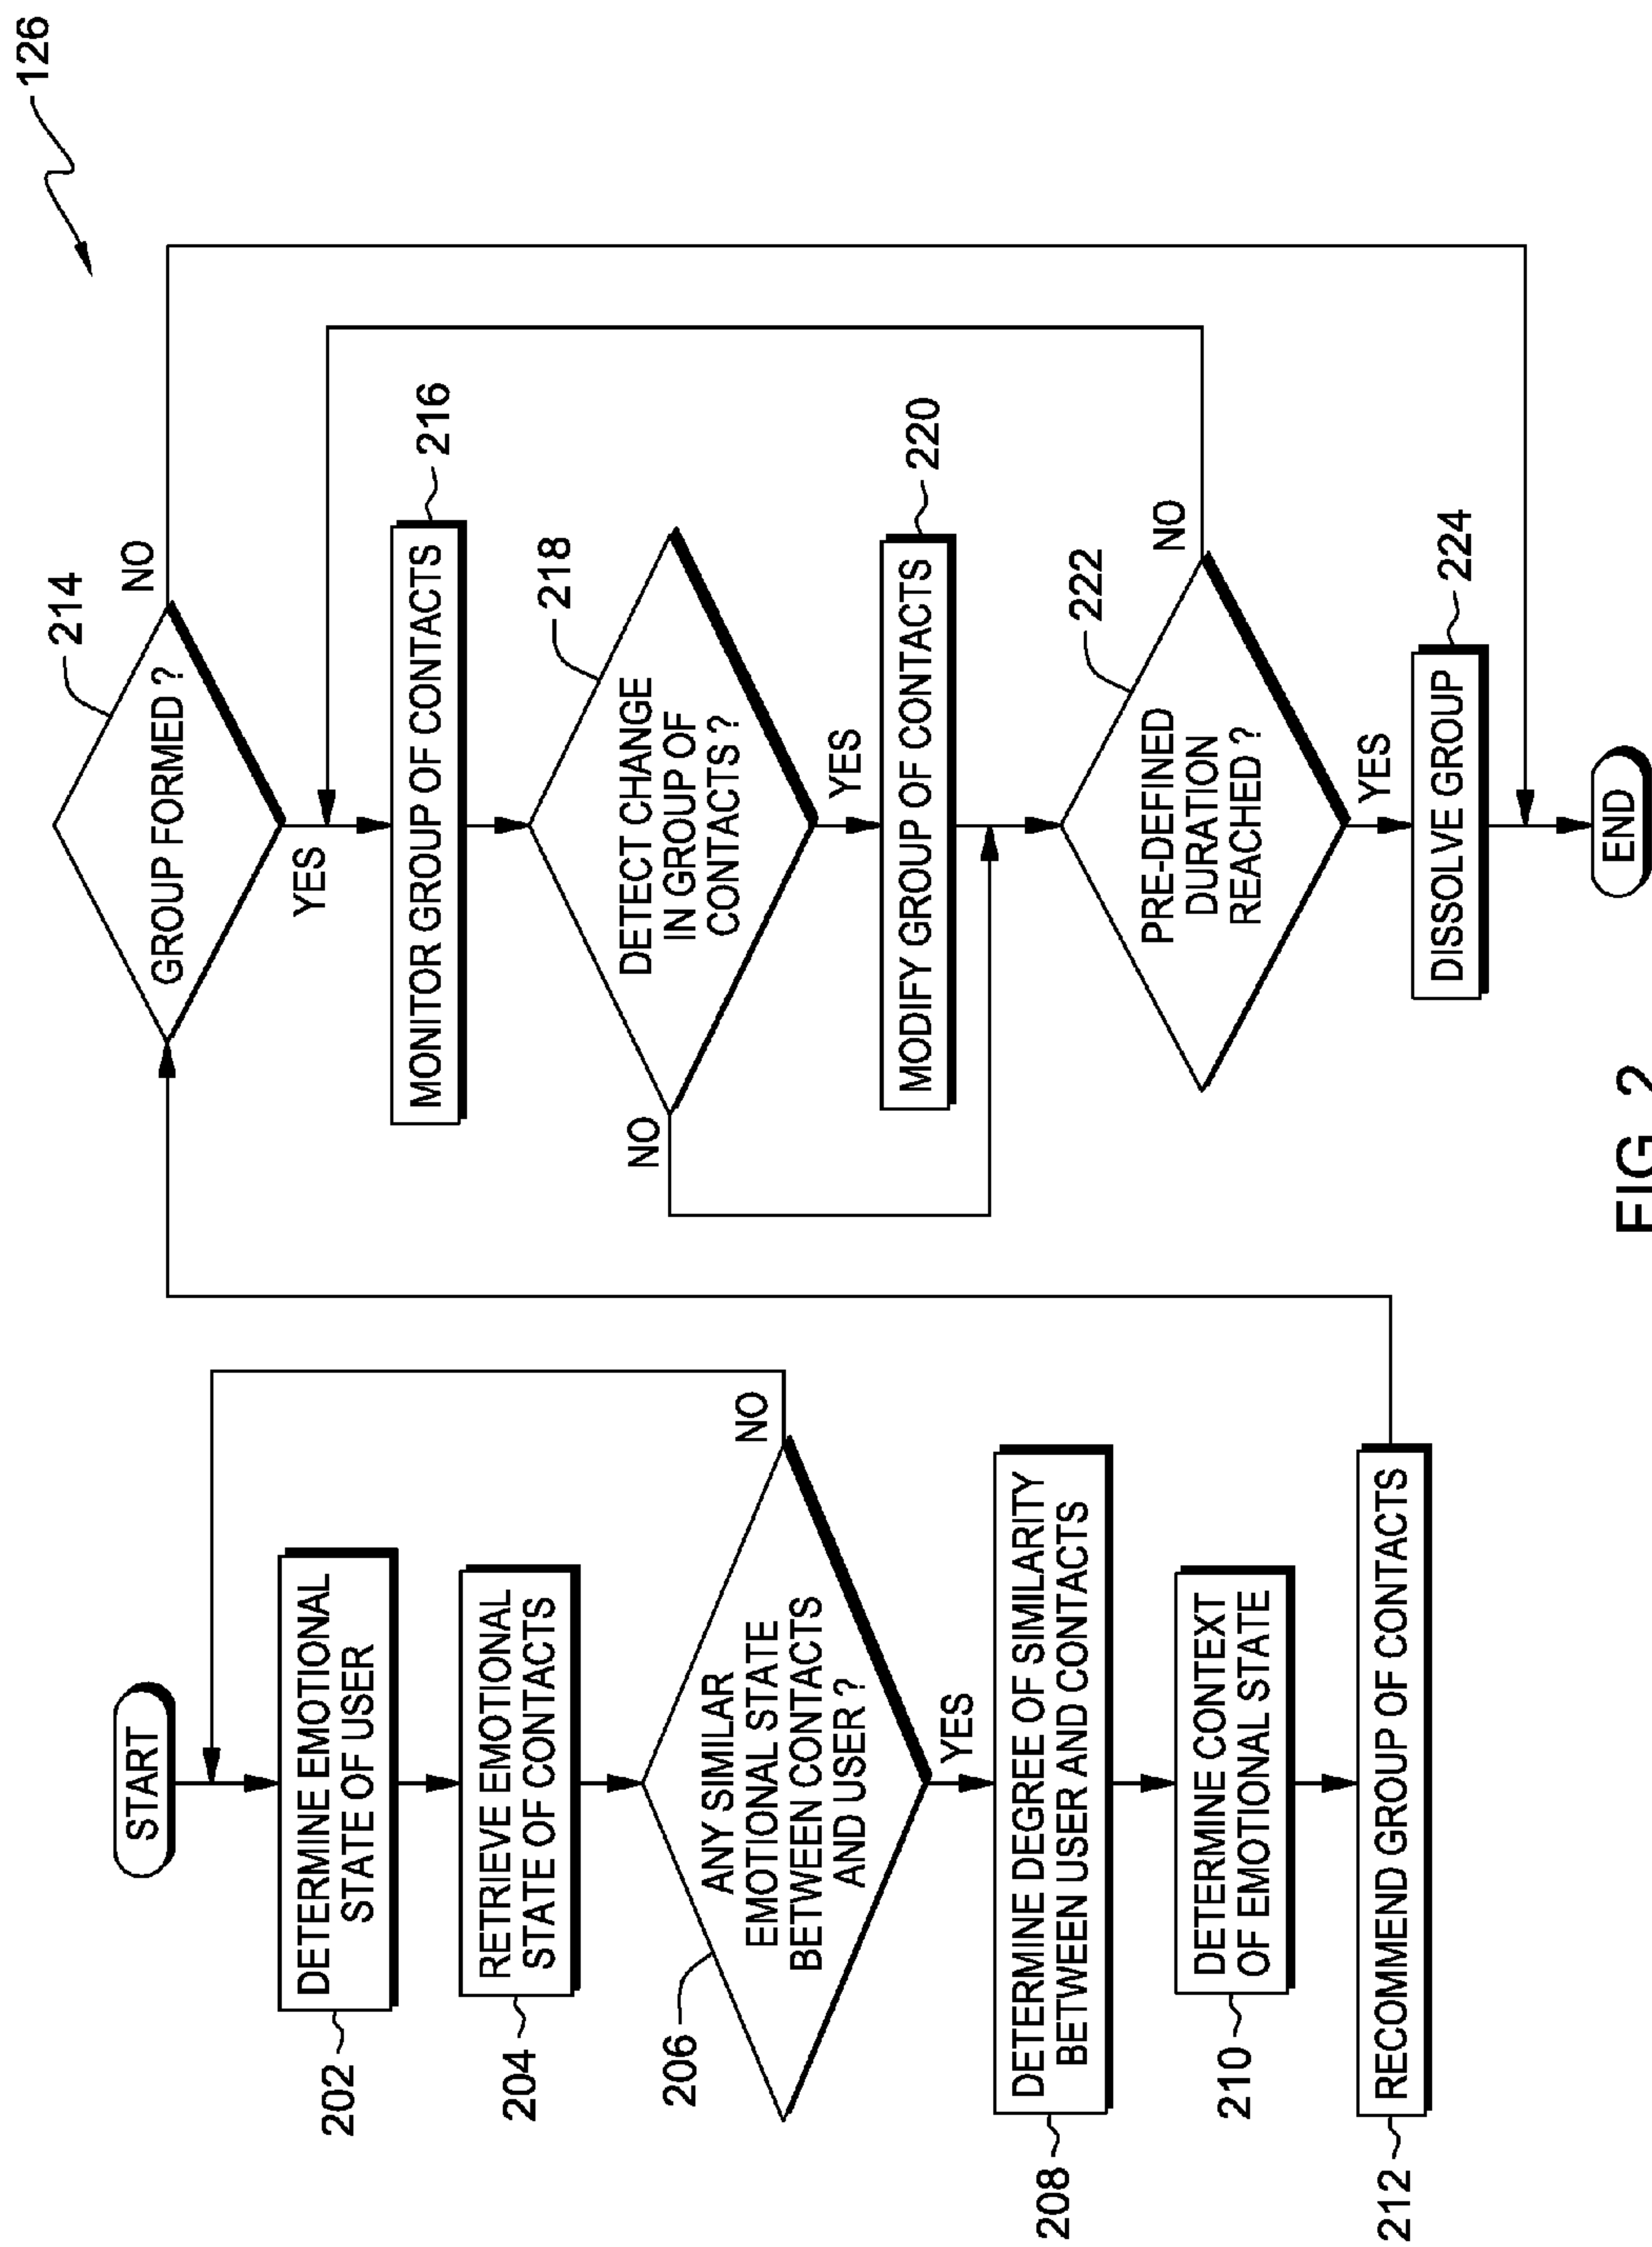 126
START
202
DETERMINE EMOTIONAL
STATE OF USER
204
RETRIEVE EMOTIONAL
STATE OF CONTACTS
206
ANY SIMILAR
EMOTIONAL STATE
BETWEEN CONTACTS
AND USER ?
NO
YES
208
DETERMINE DEGREE OF SIMILARITY
BETWEEN USER AND CONTACTS
210
DETERMINE CONTEXT
OF EMOTIONAL STATE
212
RECOMMEND GROUP OF CONTACTS
214
GROUP FORMED ?
NO
YES
216
MONITOR GROUP OF CONTACTS
218
DETECT CHANGE
IN GROUP OF
CONTACTS ?
NO
YES
220
MODIFY GROUP OF CONTACTS
222
PRE-DEFINED
DURATION
REACHED ?
NO
YES
224
DISSOLVE GROUP
END
FIG. 2